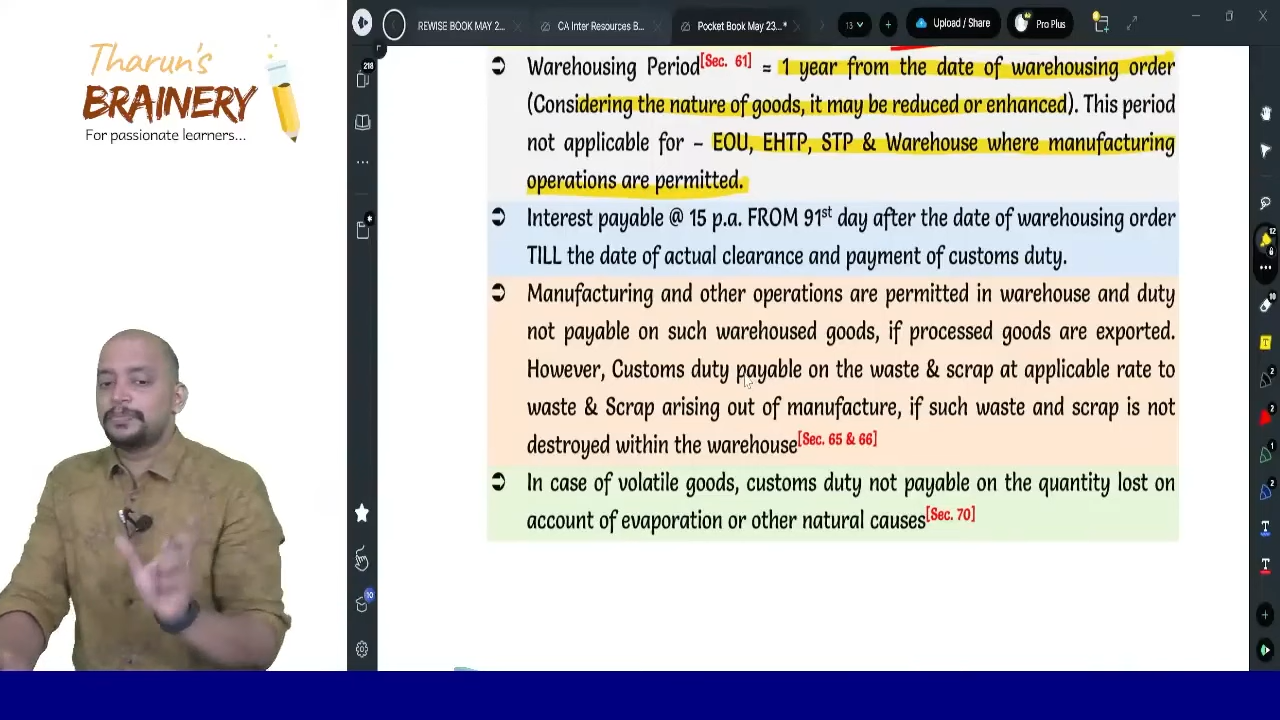 Tharun's
BRAINERY
For passionate learners...
REWISE BOOK MAY 2...
CA Inter Resources B...
Pocket Book May 23...*
13
Upload / Share
Pro Plus
218
Warehousing Period[Sec. 61] = 1 year from the date of warehousing order
(Considering the nature of goods, it may be reduced or enhanced). This period
not applicable for – EOU, EHTP, STP & Warehouse where manufacturing
operations are permitted.
Interest payable @ 15 p.a. FROM 91st day after the date of warehousing order
TILL the date of actual clearance and payment of customs duty.
Manufacturing and other operations are permitted in warehouse and duty
not payable on such warehoused goods, if processed goods are exported.
However, Customs duty payable on the waste & scrap at applicable rate to
waste & Scrap arising out of manufacture, if such waste and scrap is not
destroyed within the warehouse[Sec. 65 & 66]
In case of volatile goods, customs duty not payable on the quantity lost on
account of evaporation or other natural causes[Sec. 70]